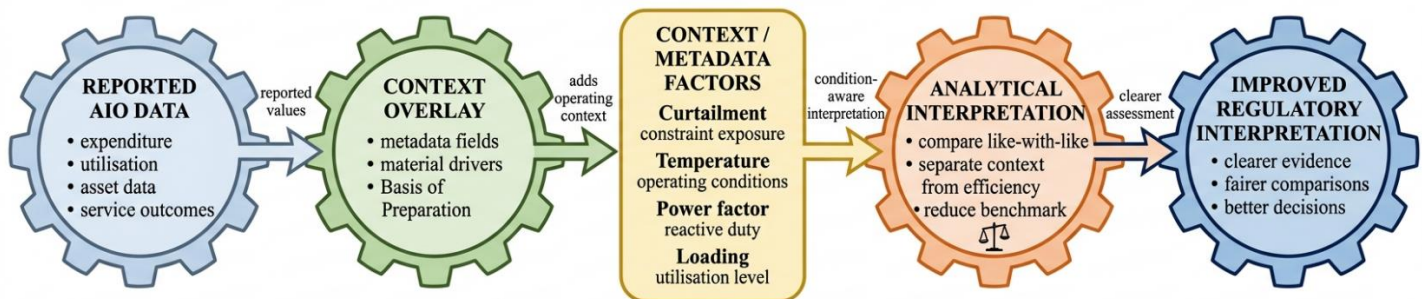 REPORTED
AIO DATA
• expenditure
• utilisation
• asset data
• service outcomes
reported
values
CONTEXT
OVERLAY
• metadata fields
• material drivers
• Basis of
Preparation
adds
operating
context
CONTEXT /
METADATA
FACTORS
Curtailment
constraint exposure
Temperature
operating conditions
Power factor
reactive duty
Loading
utilisation level
condition-
aware
interpretation
ANALYTICAL
INTERPRETATION
• compare like-with-like
• separate context
from efficiency
• reduce benchmark
clearer
assessment
IMPROVED
REGULATORY
INTERPRETATION
• clearer evidence
• fairer comparisons
• better decisions